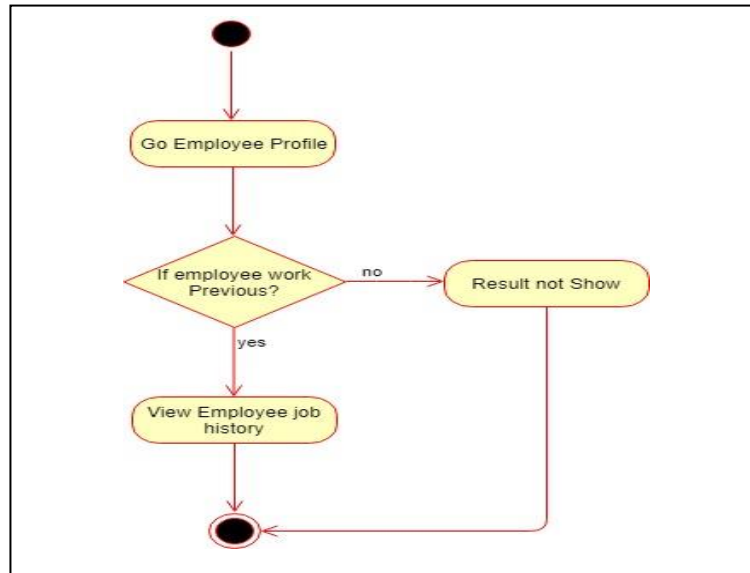 Go Employee Profile
If employee work
Previous?
no
Result not Show
yes
View Employee job
history